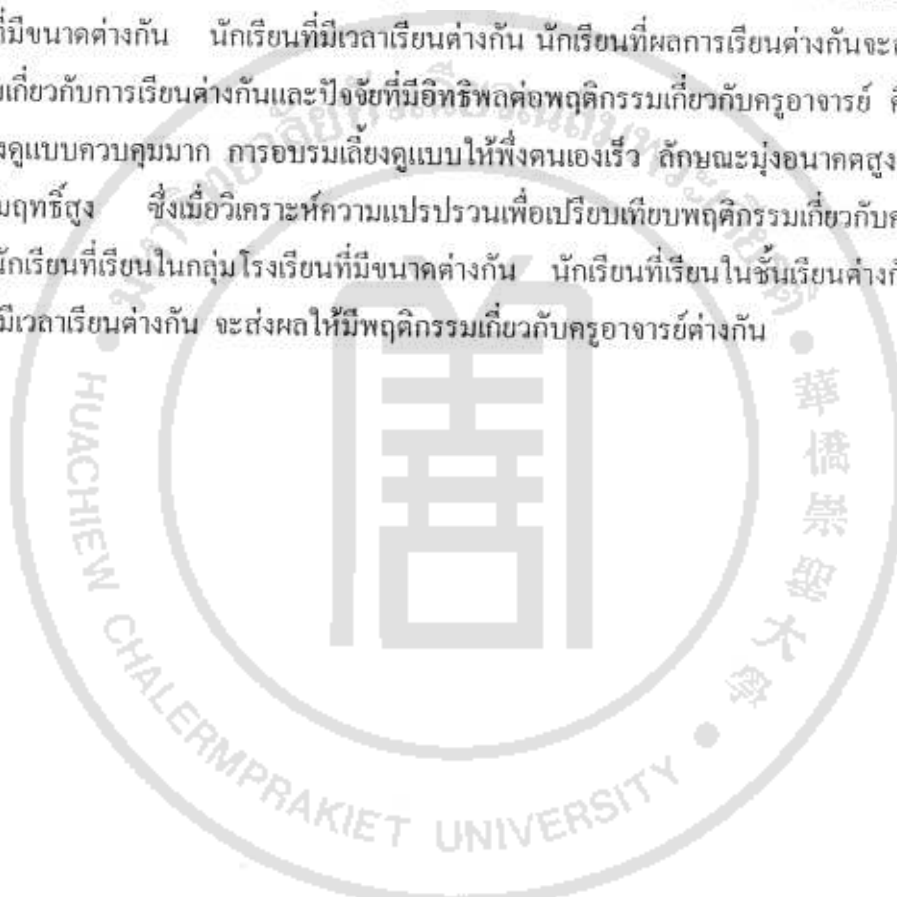 ที่มีขนาดต่างกัน นักเรียนที่มีเวลาเรียนต่างกัน นักเรียนที่ผลการเรียนต่างกันจะ
เกี่ยวกับการเรียนต่างกันและปัจจัยที่มีอิทธิพลต่อพฤติกรรมเกี่ยวกับครูอาจารย์
งดูแบบควบคุมมาก การอบรมเลี้ยงดูแบบให้พึ่งตนเองเร็ว ลักษณะมุ่งอนาคตสูง
มฤทธิ์สูง ซึ่งเมื่อวิเคราะห์ความแปรปรวนเพื่อเปรียบเทียบพฤติกรรมเกี่ยวกับ
นักเรียนที่เรียนในกลุ่มโรงเรียนที่มีขนาดต่างกัน นักเรียนที่เรียนในชั้นเรียนต่างกั
มีเวลาเรียนต่างกัน จะส่งผลให้มีพฤติกรรมเกี่ยวกับครูอาจารย์ต่างกัน
HUACHIEW CHALERMPRAKIET UNIVERSITY
華僑崇聖大學